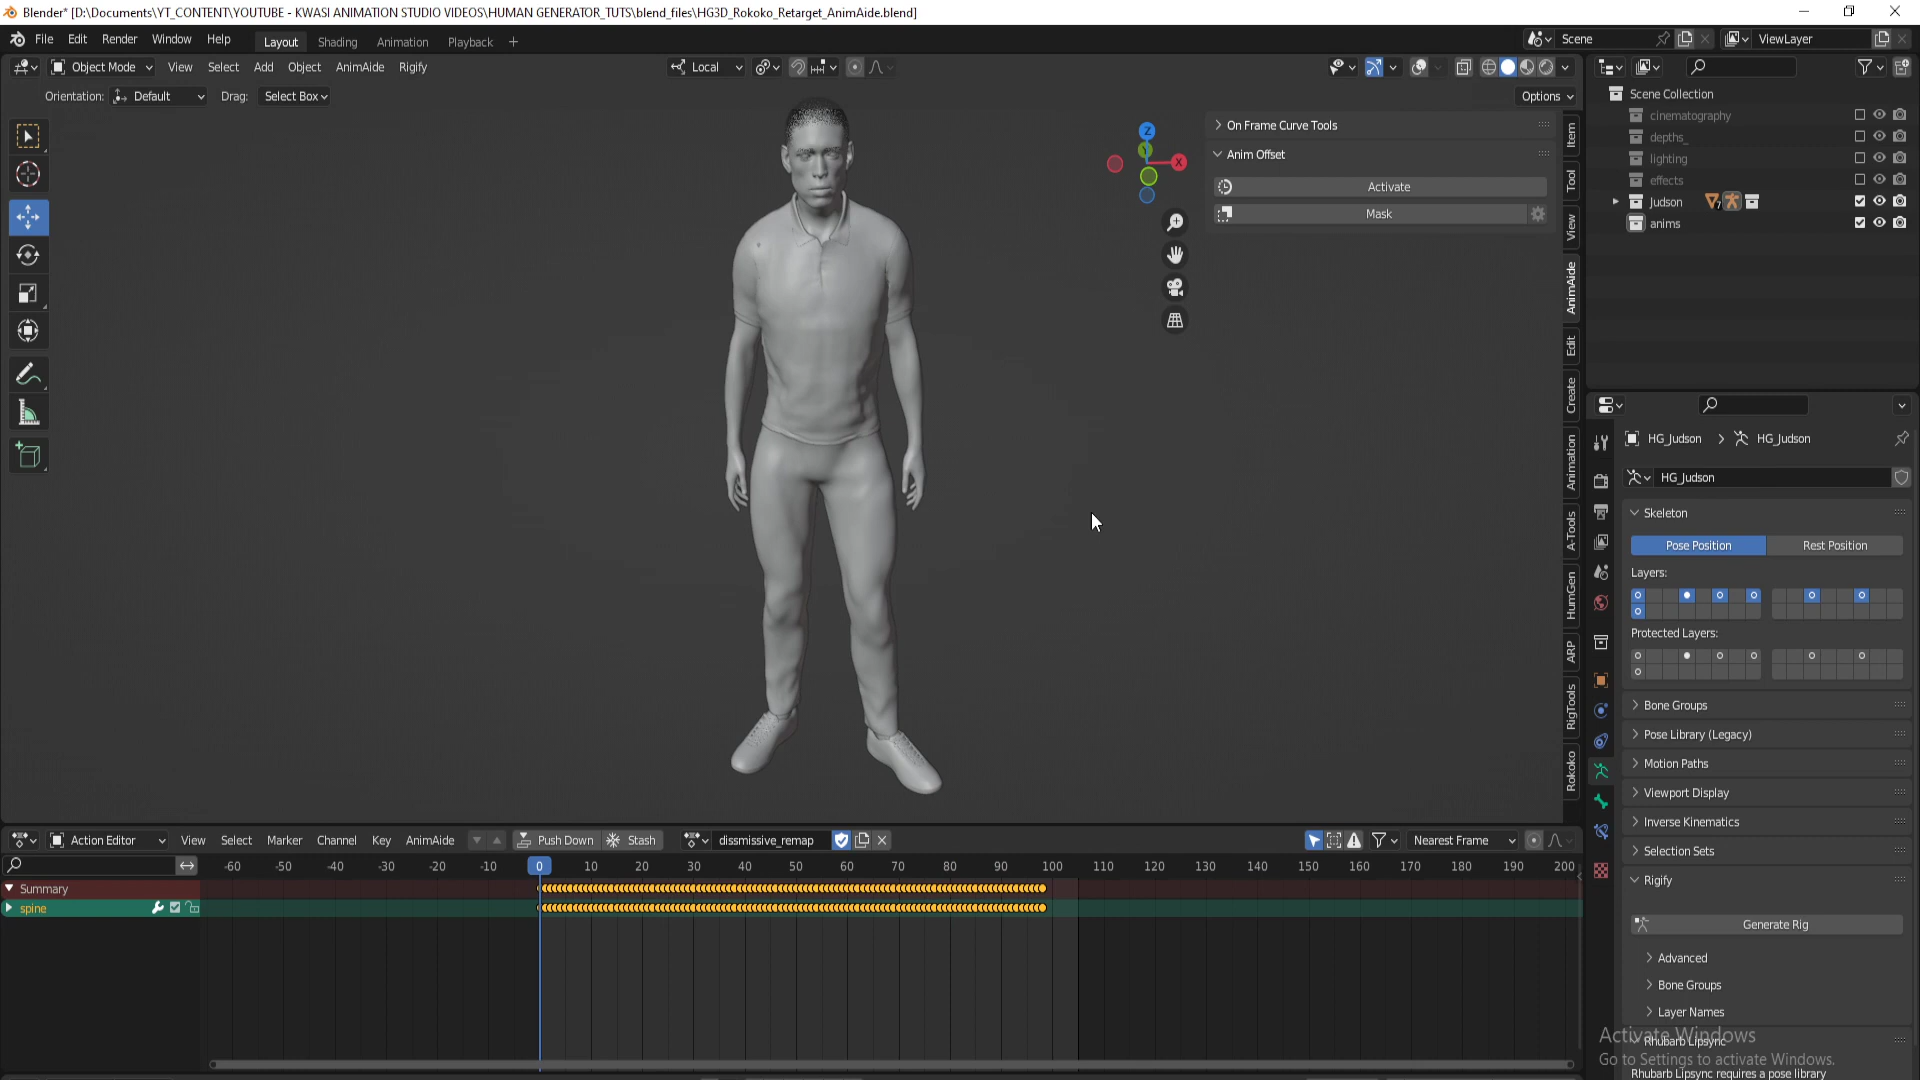 Blender* [D:\Documents\YT_CONTENT\YOUTUBE - KWASI ANIMATION STUDIO VIDEOS\HUMAN GENERATOR_TUTS\blend_files\HG3D_Rokoko_Retarget_AnimAide.blend]
File Edit Render Window Help Layout Shading Animation Playback + Scene ViewLayer
Object Mode View Select Add Object AnimAide Rigify Local
Orientation: Default Drag: Select Box Options
Z
Y
X
On Frame Curve Tools
Anim Offset
Activate
Mask
Item
Tool
View
AnimAide
Edit
Create
Animation
A-Tools
HumGen
ARP
RigTools
Rokoko
Scene Collection
cinematography
depths_
lighting
effects
Judson 7
anims
HG_Judson > HG_Judson
HG_Judson
Skeleton
Pose Position Rest Position
Layers:
Protected Layers:
Bone Groups
Pose Library (Legacy)
Motion Paths
Viewport Display
Inverse Kinematics
Selection Sets
Rigify
Generate Rig
Advanced
Bone Groups
Layer Names
Rhubarb Lipsync
Rhubarb Lipsync requires a pose library
Activate Windows
Go to Settings to activate Windows.
Action Editor View Select Marker Channel Key AnimAide Push Down Stash dissmissive_remap Nearest Frame
-60 -50 -40 -30 -20 -10 0 10 20 30 40 50 60 70 80 90 100 110 120 130 140 150 160 170 180 190 200
Summary
spine